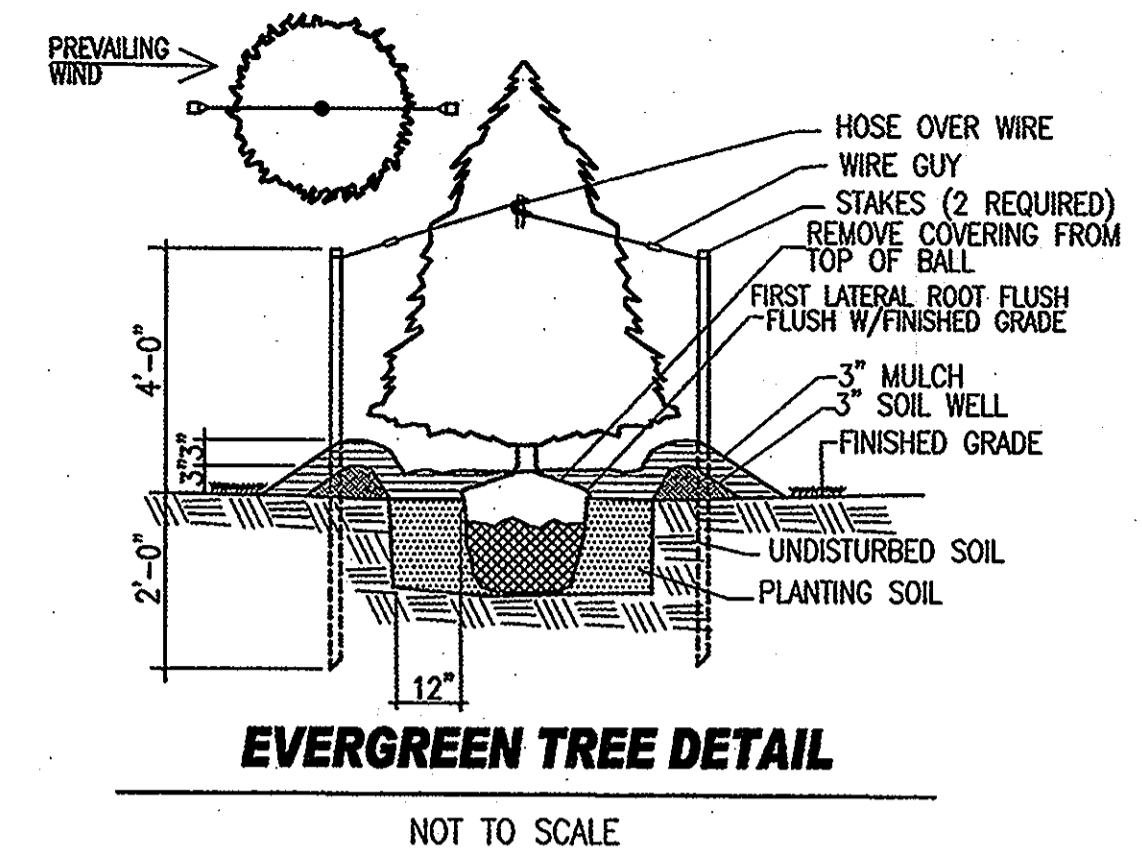 PREVAILING
WIND
HOSE OVER WIRE
WIRE GUY
STAKES (2 REQUIRED)
REMOVE COVERING FROM
TOP OF BALL
FIRST LATERAL ROOT FLUSH
FLUSH W/FINISHED GRADE
4'-0"
3" MULCH
3" SOIL WELL
FINISHED GRADE
3"
3"
2'-0"
UNDISTURBED SOIL
PLANTING SOIL
12"
EVERGREEN TREE DETAIL
NOT TO SCALE